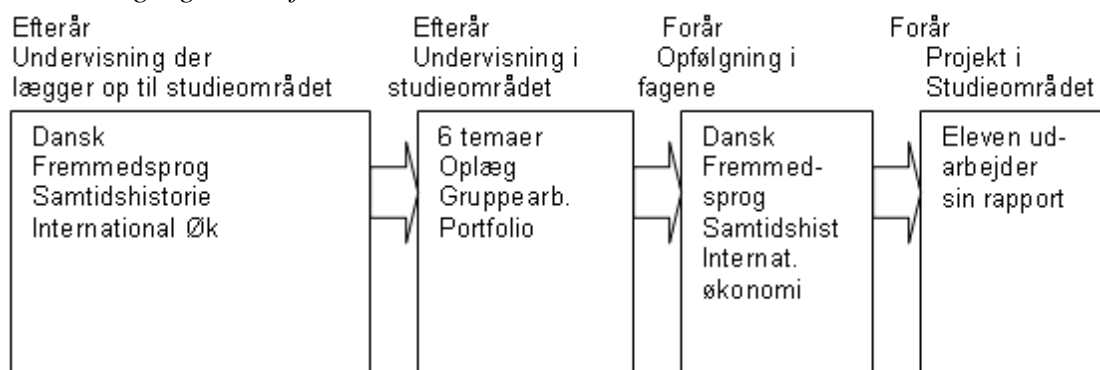 Efterår
Undervisning der
lægger op til studieområdet
Dansk
Fremmedsprog
Samtidshistorie
International Øk
Efterår
Undervisning i
studieområdet
6 temaer
Oplæg
Gruppearb.
Portfolio
Forår
Opfølgning i
fagene
Dansk
Fremmed-
sprog
Samtidshist
Internat.
økonomi
Forår
Projekt i
Studieområdet
Eleven ud-
arbejder
sin rapport